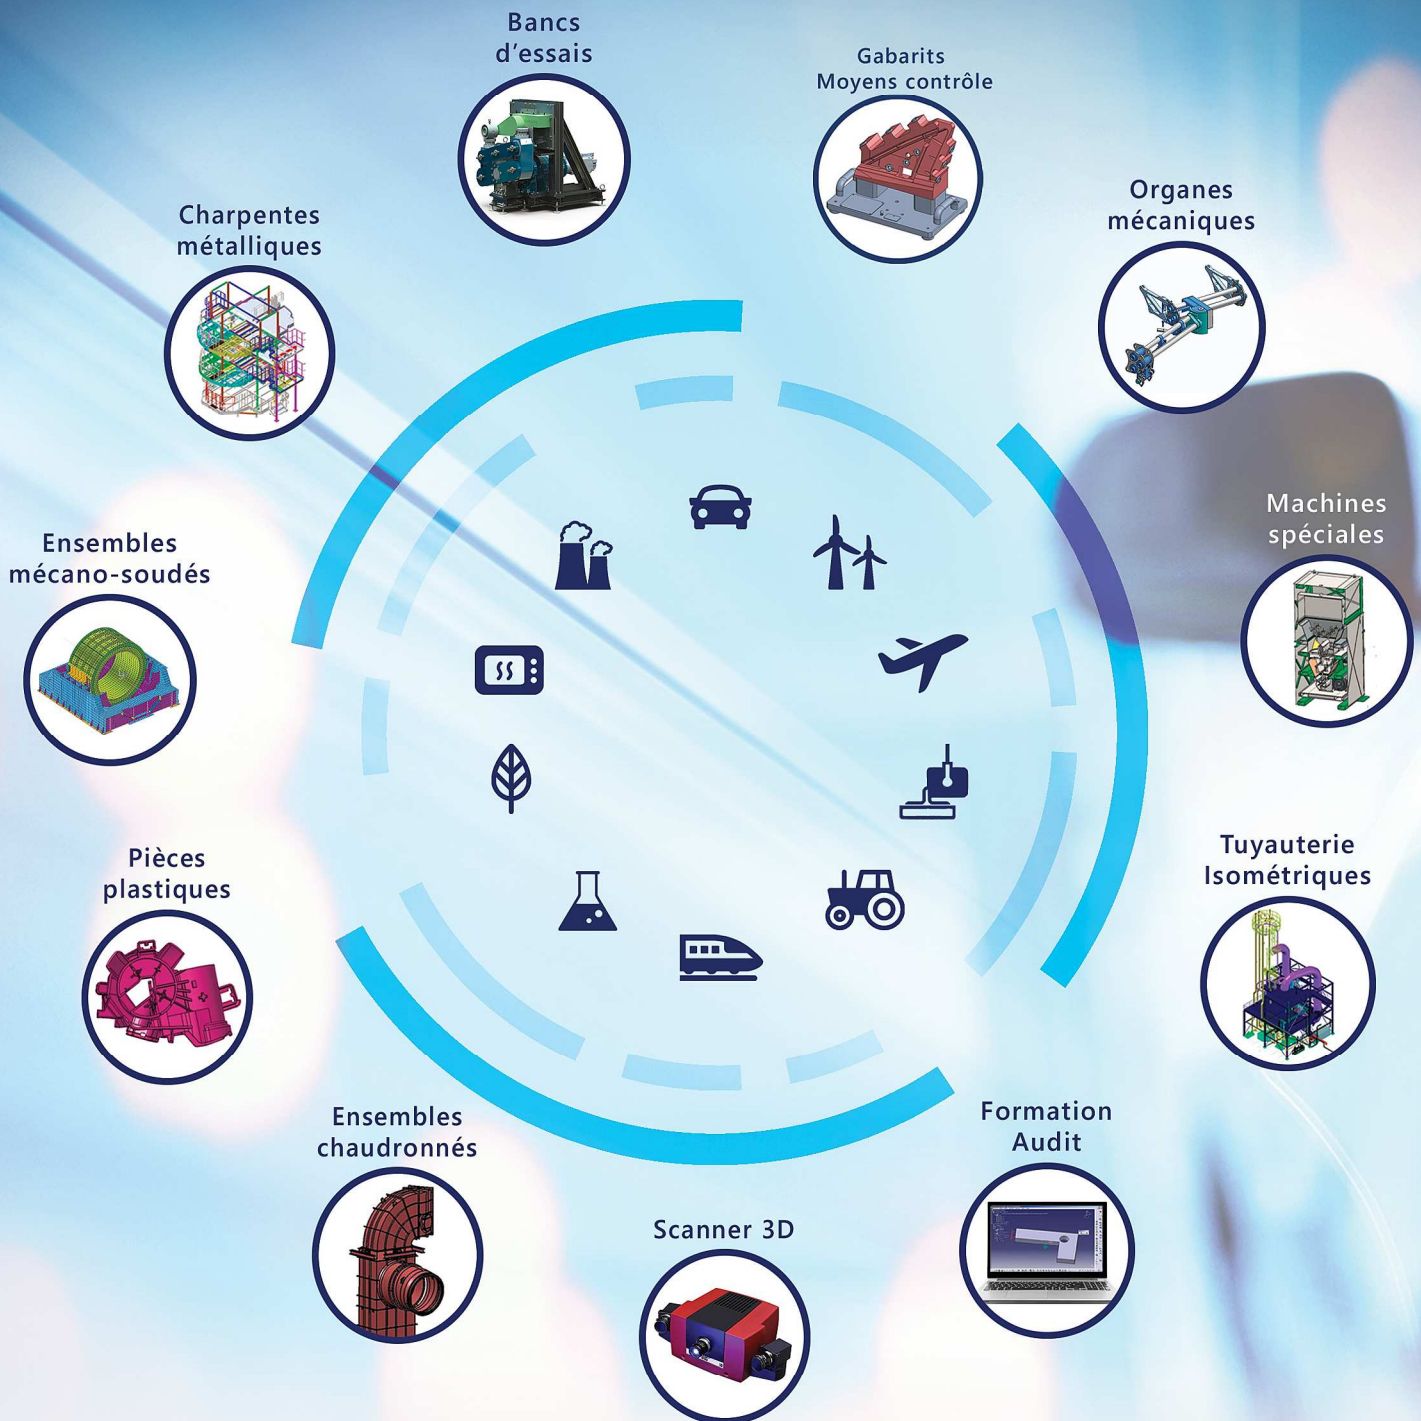 Bancs
d'essais
Gabarits
Moyens contrôle
Organes
mécaniques
Charpentes
métalliques
Machines
spéciales
Ensembles
mécano-soudés
Tuyauterie
Isométriques
Pièces
plastiques
Ensembles
chaudronnés
Formation
Audit
Scanner 3D